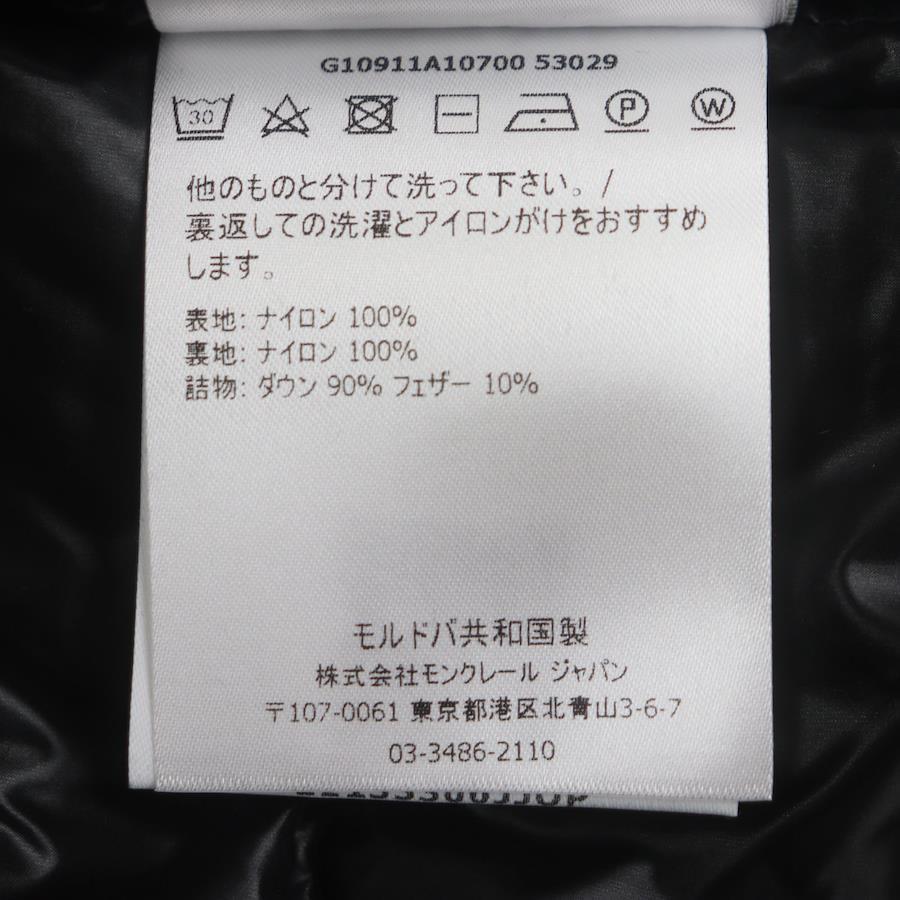 G10911A10700 53029
30 P W
他のものと分けて洗って下さい。/
裏返しての洗濯とアイロンがけをおすすめ
します。
表地: ナイロン 100%
裏地: ナイロン 100%
詰物: ダウン 90% フェザー 10%
モルドバ共和国製
株式会社モンクレール ジャパン
〒107-0061 東京都港区北青山3-6-7
03-3486-2110